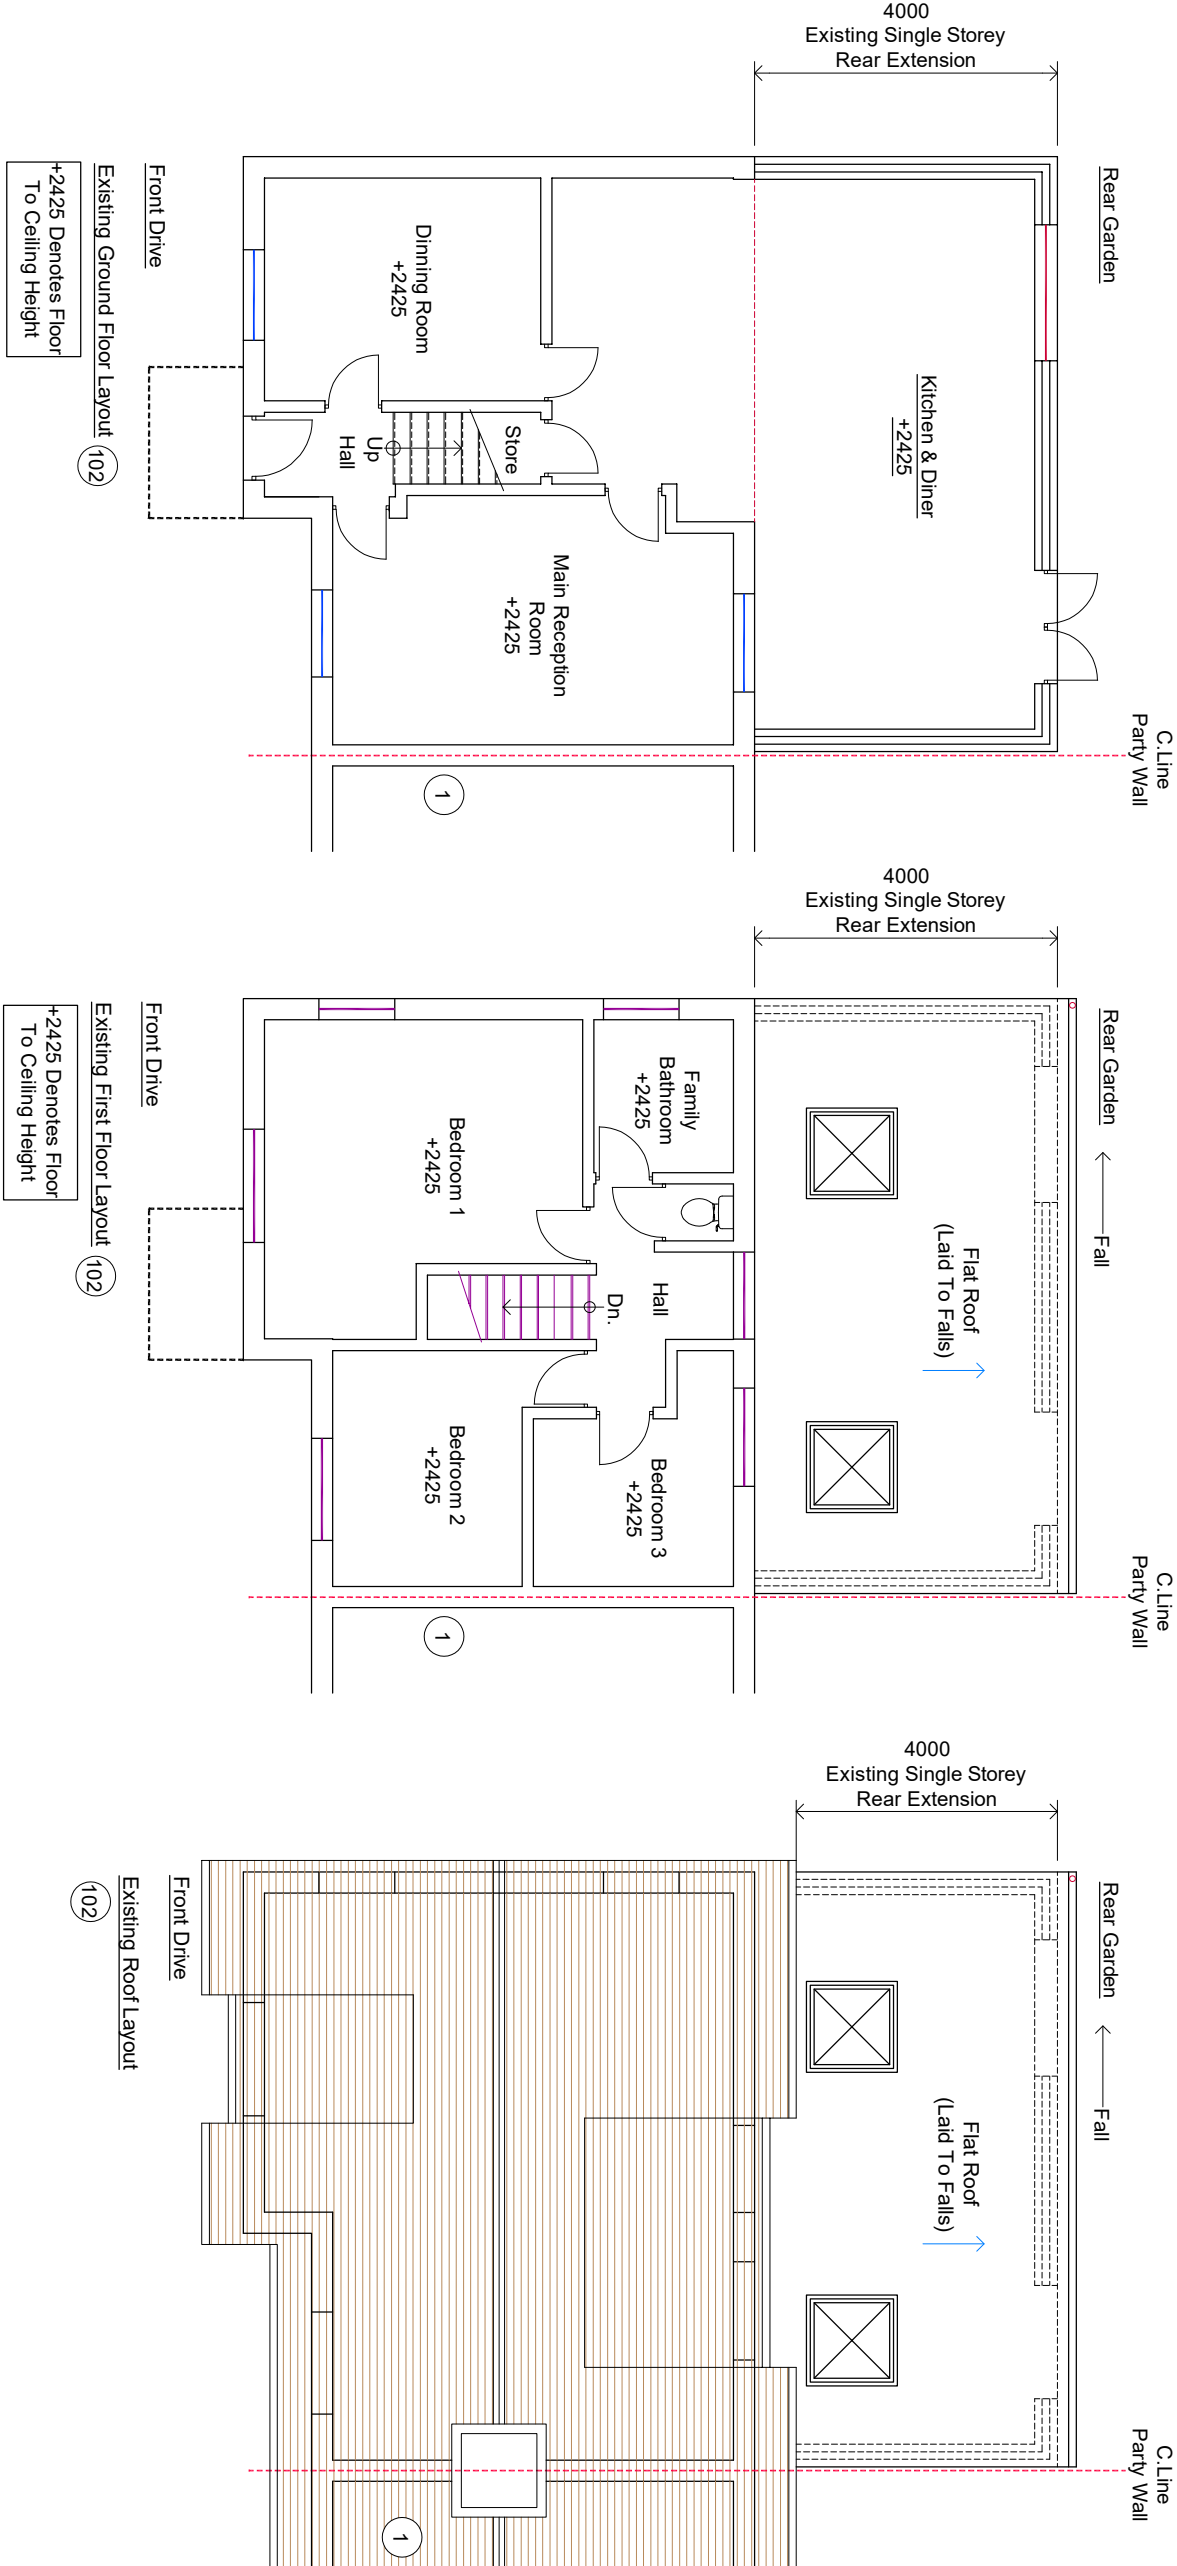 4000
Existing Single Storey
Rear Extension
Rear Garden
C.Line
Party Wall
Kitchen & Diner
+2425
Dinning Room
+2425
Store
Up
Hall
Main Reception
Room
+2425
1
Front Drive
Existing Ground Floor Layout
102
+2425 Denotes Floor
To Ceilling Height
4000
Existing Single Storey
Rear Extension
Rear Garden
Fall
C.Line
Party Wall
Flat Roof
(Laid To Falls)
Family
Bathroom
+2425
Bedroom 1
+2425
Hall
Dn.
Bedroom 2
+2425
Bedroom 3
+2425
1
Front Drive
Existing First Floor Layout
102
+2425 Denotes Floor
To Ceiling Height
4000
Existing Single Storey
Rear Extension
Rear Garden
Fall
C.Line
Party Wall
Flat Roof
(Laid To Falls)
1
Front Drive
Existing Roof Layout
102